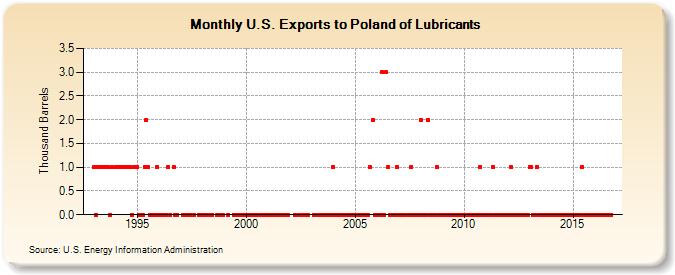 Monthly U.S. Exports to Poland of Lubricants
Thousand Barrels
3.5
3.0
2.5
2.0
1.5
1.0
0.5
0.0
1995 2000 2005 2010 2015
Source: U.S. Energy Information Administration